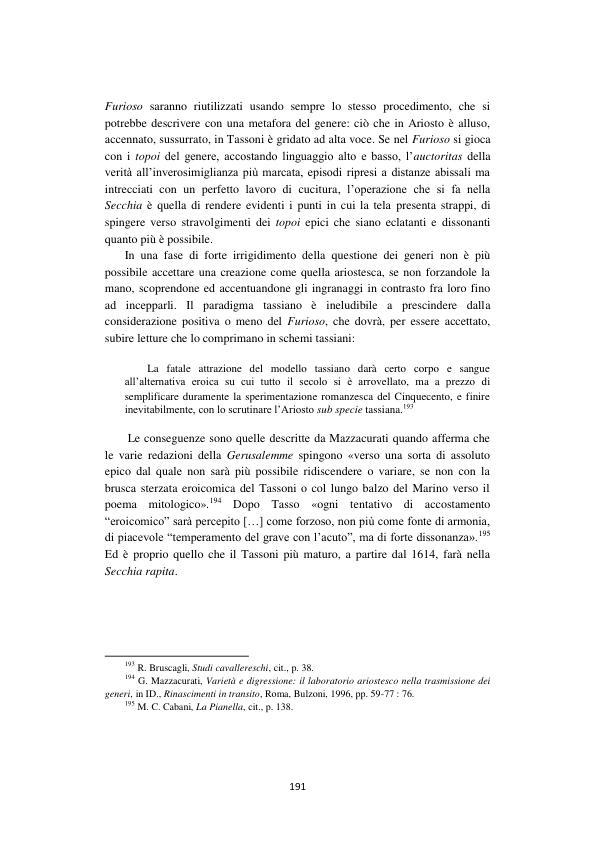 Furioso saranno riutilizzati usando sempre lo stesso procedimento, che si
potrebbe descrivere con una metafora del genere: ciò che in Ariosto è alluso,
accennato, sussurrato, in Tassoni è gridato ad alta voce. Se nel Furioso si gioca
con i topoi del genere, accostando linguaggio alto e basso, l’auctoritas della
verità all’inverosimiglianza più marcata, episodi ripresi a distanze abissali ma
intrecciati con un perfetto lavoro di cucitura, l’operazione che si fa nella
Secchia è quella di rendere evidenti i punti in cui la tela presenta strappi, di
spingere verso stravolgimenti dei topoi epici che siano eclatanti e dissonanti
quanto più è possibile.
In una fase di forte irrigidimento della questione dei generi non è più
possibile accettare una creazione come quella ariostesca, se non forzandole la
mano, scoprendone ed accentuandone gli ingranaggi in contrasto fra loro fino
ad incepparli. Il paradigma tassiano è ineludibile a prescindere dalla
considerazione positiva o meno del Furioso, che dovrà, per essere accettato,
subire letture che lo comprimano in schemi tassiani:
La fatale attrazione del modello tassiano darà certo corpo e sangue
all’alternativa eroica su cui tutto il secolo si è arrovellato, ma a prezzo di
semplificare duramente la sperimentazione romanzesca del Cinquecento, e finire
inevitabilmente, con lo scrutinare l’Ariosto sub specie tassiana.193
Le conseguenze sono quelle descritte da Mazzacurati quando afferma che
le varie redazioni della Gerusalemme spingono «verso una sorta di assoluto
epico dal quale non sarà più possibile ridiscendere o variare, se non con la
brusca sterzata eroicomica del Tassoni o col lungo balzo del Marino verso il
poema mitologico».194 Dopo Tasso «ogni tentativo di accostamento
“eroicomico” sarà percepito […] come forzoso, non più come fonte di armonia,
di piacevole “temperamento del grave con l’acuto”, ma di forte dissonanza».195
Ed è proprio quello che il Tassoni più maturo, a partire dal 1614, farà nella
Secchia rapita.
193 R. Bruscagli, Studi cavallereschi, cit., p. 38.
194 G. Mazzacurati, Varietà e digressione: il laboratorio ariostesco nella trasmissione dei
generi, in ID., Rinascimenti in transito, Roma, Bulzoni, 1996, pp. 59-77 : 76.
195 M. C. Cabani, La Pianella, cit., p. 138.
191